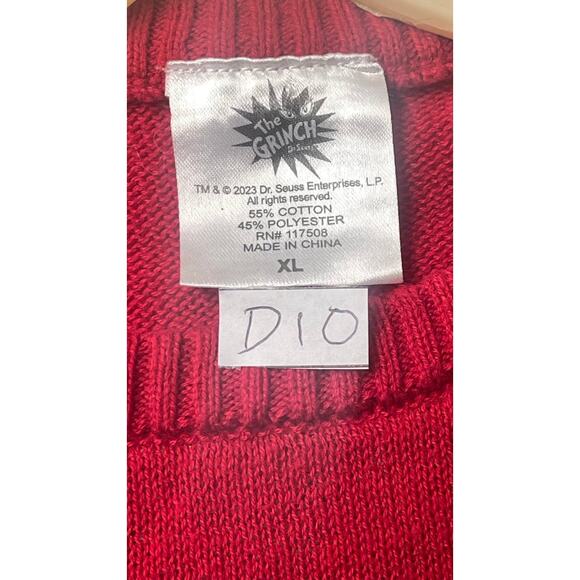 The
GRINCH
Dr. Seuss
TM & © 2023 Dr. Seuss Enterprises, L.P.
All rights reserved.
55% COTTON
45% POLYESTER
RN# 117508
MADE IN CHINA
XL
D10